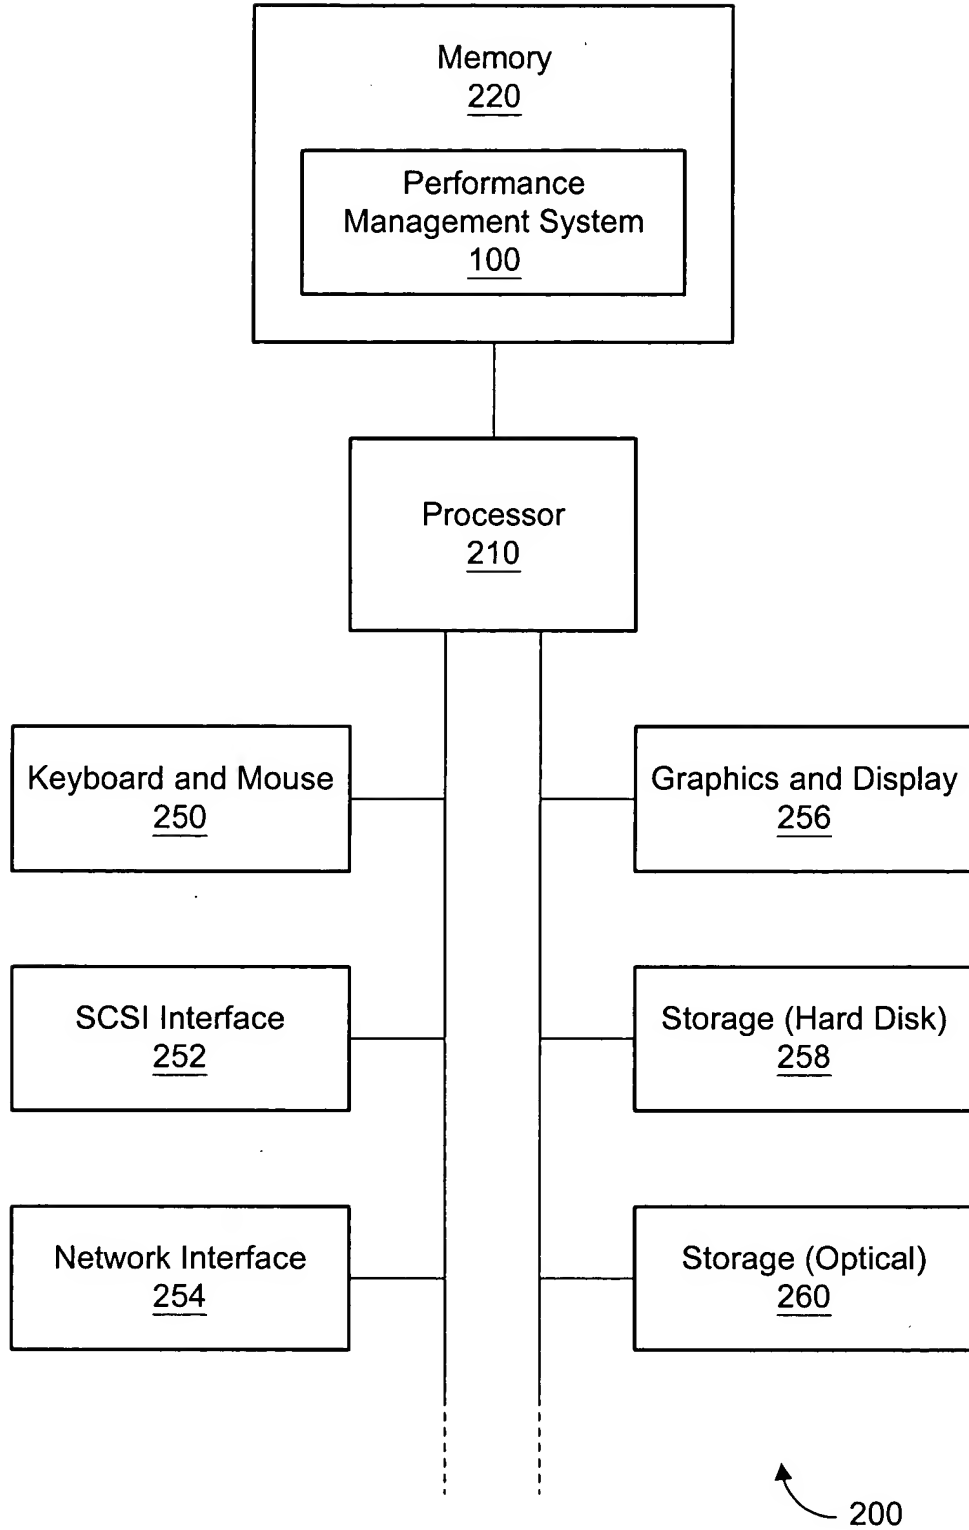 Memory
220
Performance
Management System
100
Processor
210
Keyboard and Mouse
250
Graphics and Display
256
SCSI Interface
252
Storage (Hard Disk)
258
Network Interface
254
Storage (Optical)
260
200